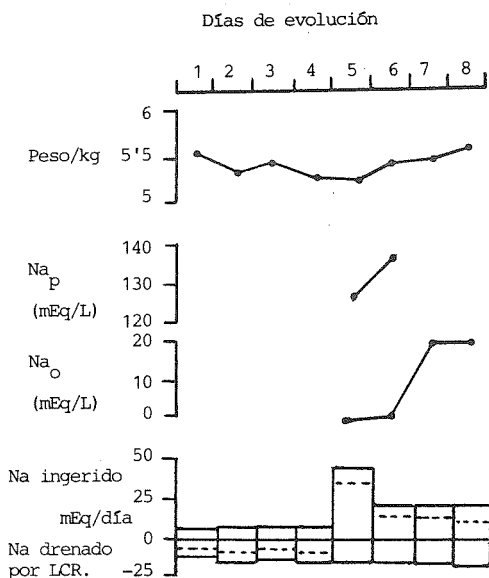 Días de evolución
1 2 3 4 5 6 7 8
6
Peso/kg 5'5
5
140
Na p 130
(mEq/L) 120
20
Na o 10
(mEq/L) 0
50
Na ingerido
25
mEq/día
0
Na drenado
por LCR. -25